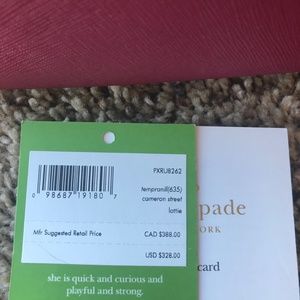 PXRU8262
0 98687 19180 7
tempranill(635)
cameron street
lottie
Mfr Suggested Retail Price
CAD $388.00
USD $328.00
she is quick and curious and
playful and strong.
pade
ORK
card